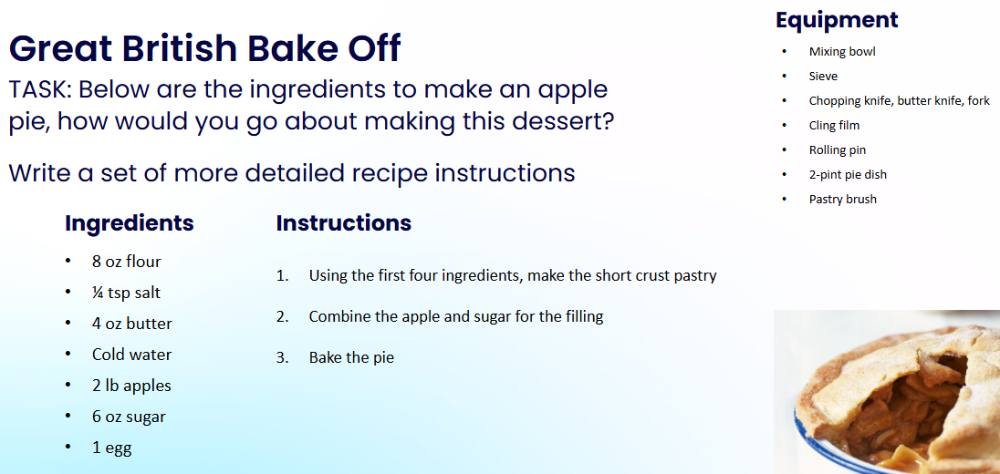 Great British Bake Off
TASK: Below are the ingredients to make an apple
pie, how would you go about making this dessert?
Write a set of more detailed recipe instructions
Ingredients
• 8 oz flour
• ¼ tsp salt
• 4 oz butter
• Cold water
• 2 lb apples
• 6 oz sugar
• 1 egg
Instructions
1. Using the first four ingredients, make the short crust pastry
2. Combine the apple and sugar for the filling
3. Bake the pie
Equipment
• Mixing bowl
• Sieve
• Chopping knife, butter knife, fork
• Cling film
• Rolling pin
• 2-pint pie dish
• Pastry brush